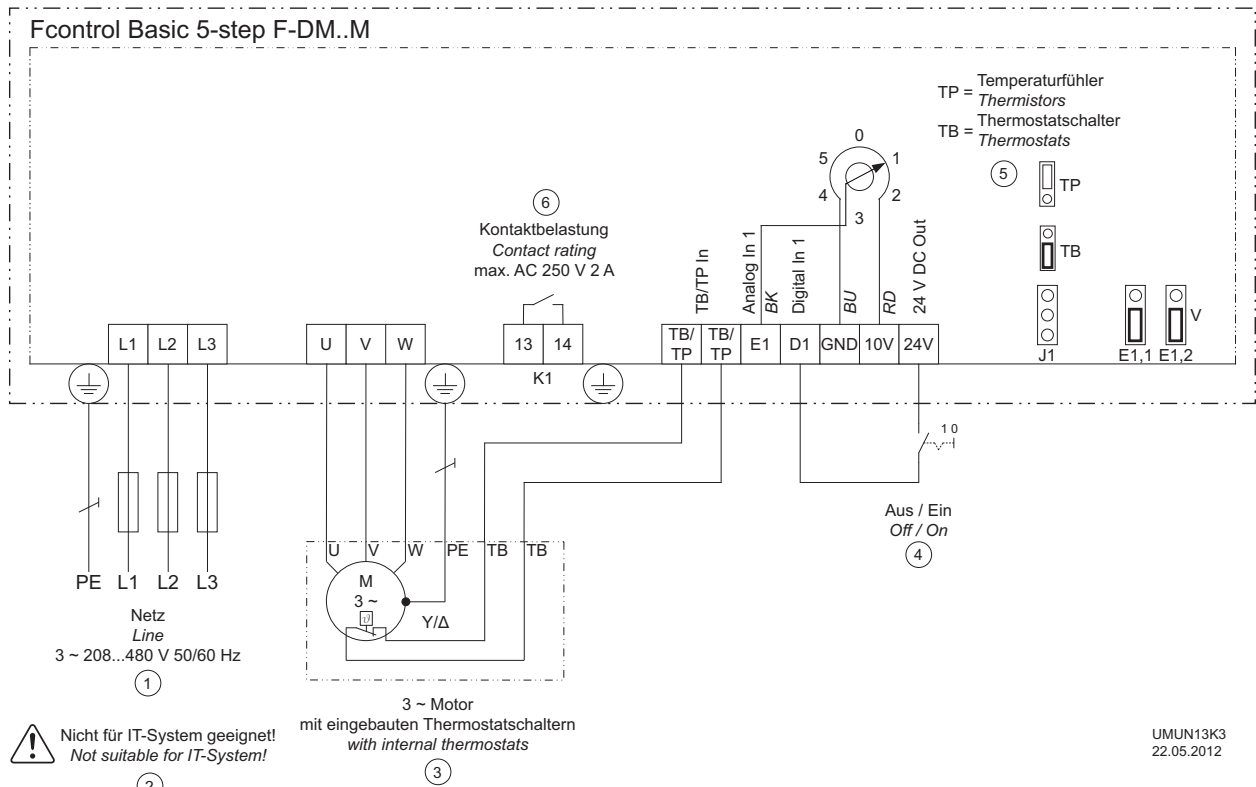 Fcontrol Basic 5-step F-DM..M
TP = Temperaturfühler
Thermistors
TB = Thermostatschalter
Thermostats
5
TP
TB
J1
E1,1 E1,2
V
0
5 1
4 2
3
6
Kontaktbelastung
Contact rating
max. AC 250 V 2 A
TB/TP In
Analog In 1
BK
Digital In 1
BU
RD
24 V DC Out
L1 L2 L3
U V W
13 14
K1
TB/TP TB/TP E1 D1 GND 10V 24V
1 0
Aus / Ein
Off / On
4
PE L1 L2 L3
Netz
Line
3 ~ 208...480 V 50/60 Hz
1
U V W PE TB TB
M
3 ~
ϑ
Y/Δ
3 ~ Motor
mit eingebauten Thermostatschaltern
with internal thermostats
3
Nicht für IT-System geeignet!
Not suitable for IT-System!
2
UMUN13K3
22.05.2012